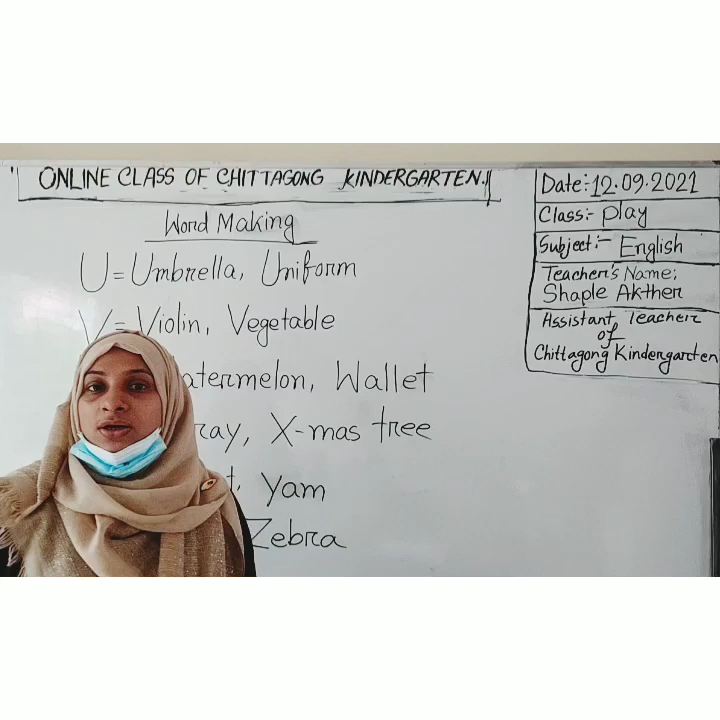 ONLINE CLASS OF CHITTAGONG KINDERGARTEN.
Word Making
U = Umbrella, Uniform
V = Violin, Vegetable
atermelon, Wallet
ray, X-mas tree
t, Yam
Zebra
Date:- 12.09.2021
Class:- Play
Subject:- English
Teacher's Name:
Shaple Akther
Assistant Teacher
of
Chittagong Kindergarten